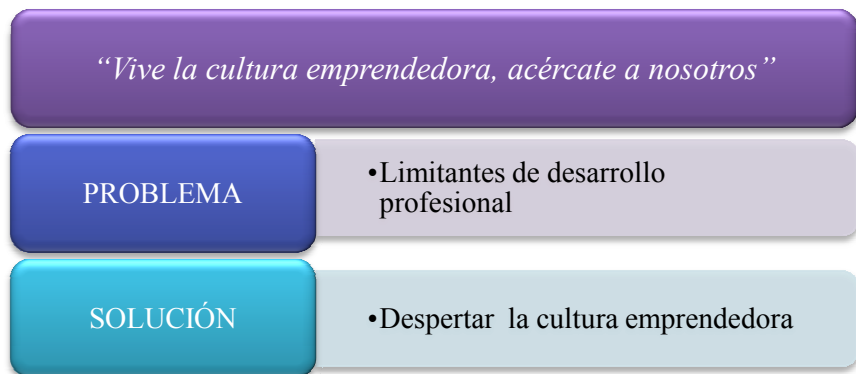 “Vive la cultura emprendedora, acércate a nosotros”
PROBLEMA
•Limitantes de desarrollo
profesional
SOLUCIÓN
•Despertar la cultura emprendedora